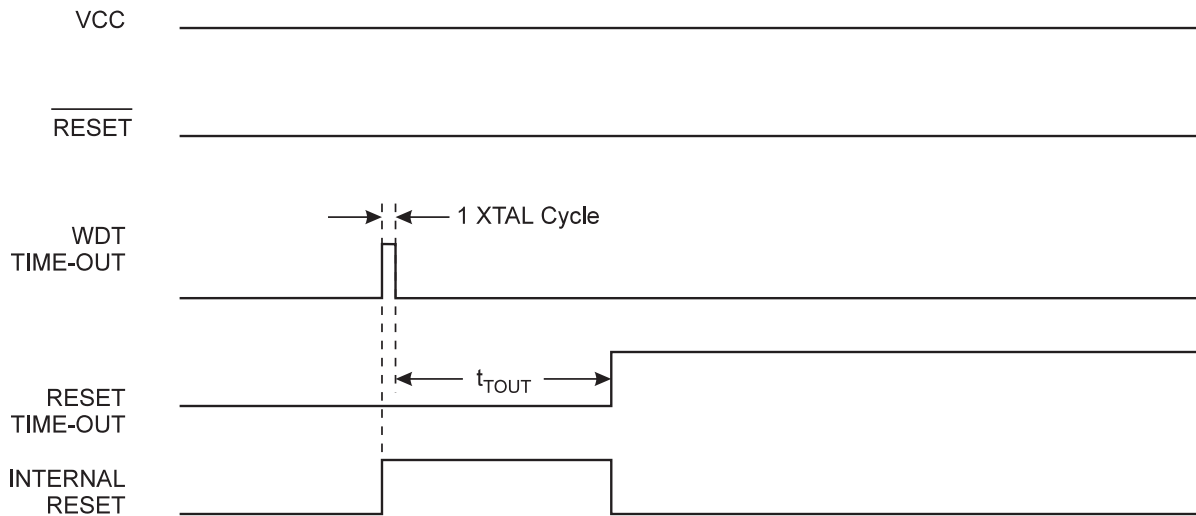 VCC
RESET
1 XTAL Cycle
WDT
TIME-OUT
tTOUT
RESET
TIME-OUT
INTERNAL
RESET